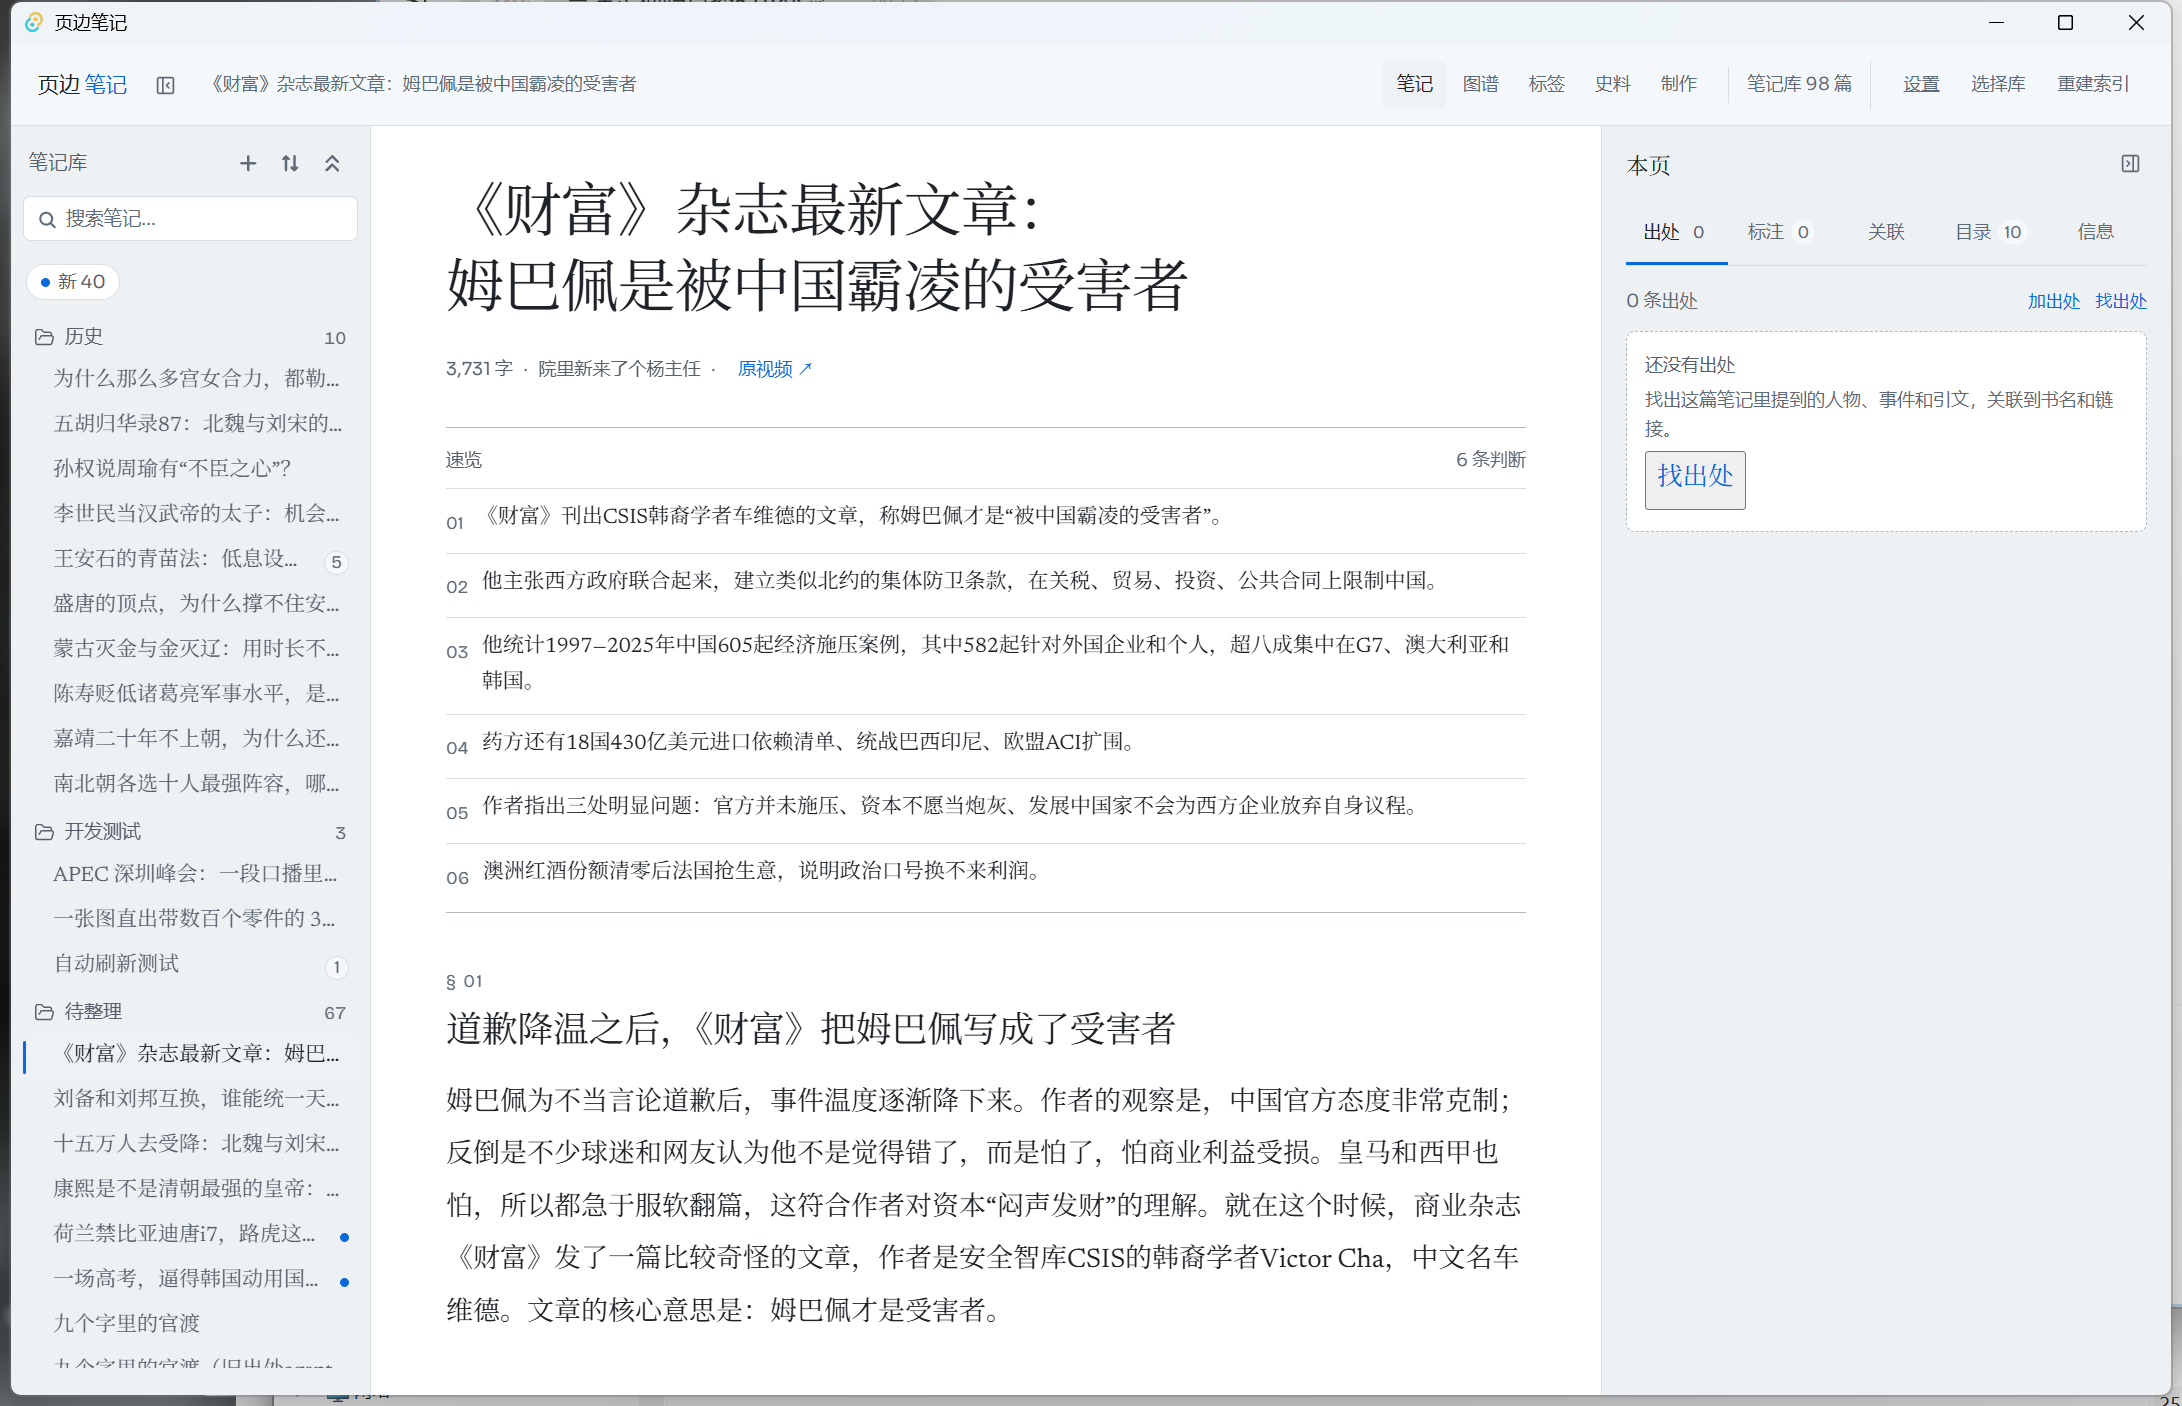 页边笔记
页边 笔记
《财富》杂志最新文章：姆巴佩是被中国霸凌的受害者
笔记 图谱 标签 史料 制作 笔记库 98 篇 设置 选择库 重建索引
笔记库
搜索笔记...
新 40
历史 10
为什么那么多宫女合力，都勒...
五胡归华录87：北魏与刘宋的...
孙权说周瑜有“不臣之心”？
李世民当汉武帝的太子：机会...
王安石的青苗法：低息设... 5
盛唐的顶点，为什么撑不住安...
蒙古灭金与金灭辽：用时长不...
陈寿贬低诸葛亮军事水平，是...
嘉靖二十年不上朝，为什么还...
南北朝各选十人最强阵容，哪...
开发测试 3
APEC 深圳峰会：一段口播里...
一张图直出带数百个零件的 3...
自动刷新测试 1
待整理 67
《财富》杂志最新文章：姆巴...
刘备和刘邦互换，谁能统一天...
十五万人去受降：北魏与刘宋...
康熙是不是清朝最强的皇帝：...
荷兰禁比亚迪唐i7，路虎这...
一场高考，逼得韩国动用国...
九个字里的官渡
九个字里的官渡（旧出处agent
《财富》杂志最新文章：
姆巴佩是被中国霸凌的受害者
3,731 字 · 院里新来了个杨主任 · 原视频 ↗
速览 6 条判断
01 《财富》刊出CSIS韩裔学者车维德的文章，称姆巴佩才是“被中国霸凌的受害者”。
02 他主张西方政府联合起来，建立类似北约的集体防卫条款，在关税、贸易、投资、公共合同上限制中国。
03 他统计1997–2025年中国605起经济施压案例，其中582起针对外国企业和个人，超八成集中在G7、澳大利亚和
韩国。
04 药方还有18国430亿美元进口依赖清单、统战巴西印尼、欧盟ACI扩围。
05 作者指出三处明显问题：官方并未施压、资本不愿当炮灰、发展中国家不会为西方企业放弃自身议程。
06 澳洲红酒份额清零后法国抢生意，说明政治口号换不来利润。
§ 01
道歉降温之后，《财富》把姆巴佩写成了受害者
姆巴佩为不当言论道歉后，事件温度逐渐降下来。作者的观察是，中国官方态度非常克制；
反倒是不少球迷和网友认为他不是觉得错了，而是怕了，怕商业利益受损。皇马和西甲也
怕，所以都急于服软翻篇，这符合作者对资本“闷声发财”的理解。就在这个时候，商业杂志
《财富》发了一篇比较奇怪的文章，作者是安全智库CSIS的韩裔学者Victor Cha，中文名车
维德。文章的核心意思是：姆巴佩才是受害者。
本页
出处 0 标注 0 关联 目录 10 信息
0 条出处 加出处 找出处
还没有出处
找出这篇笔记里提到的人物、事件和引文，关联到书名和链
接。
找出处